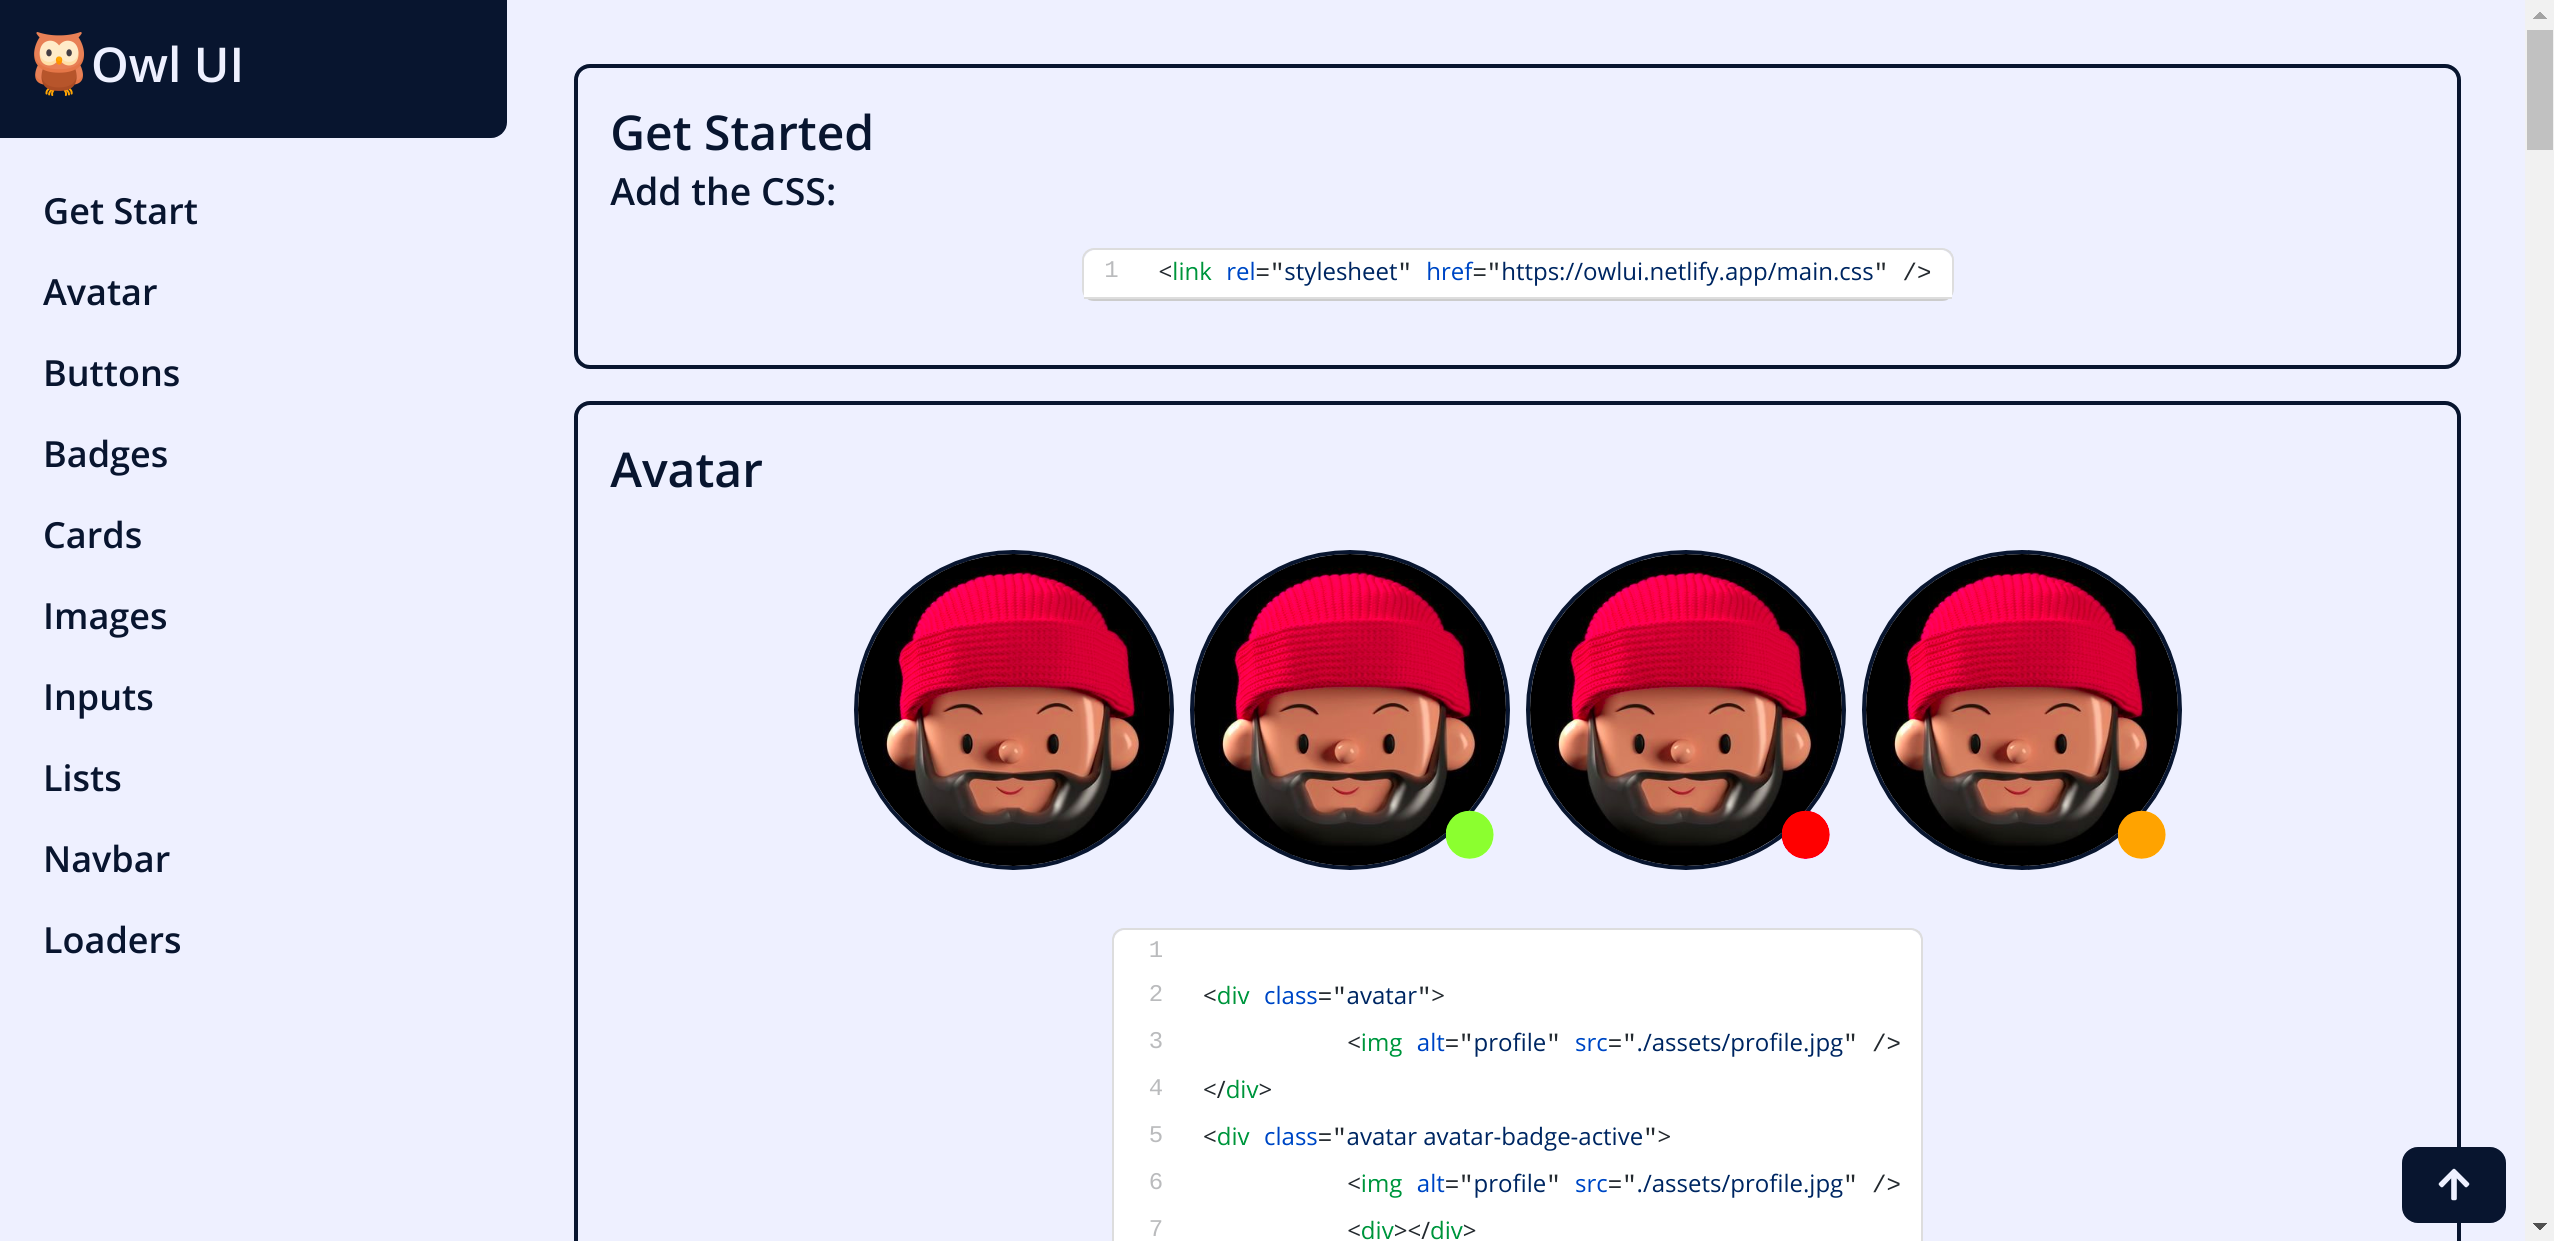 Owl UI
Get Start
Avatar
Buttons
Badges
Cards
Images
Inputs
Lists
Navbar
Loaders
Get Started
Add the CSS:
1 <link rel="stylesheet" href="https://owlui.netlify.app/main.css" />
Avatar
1
2 <div class="avatar">
3 <img alt="profile" src="./assets/profile.jpg" />
4 </div>
5 <div class="avatar avatar-badge-active">
6 <img alt="profile" src="./assets/profile.jpg" />
7 <div></div>